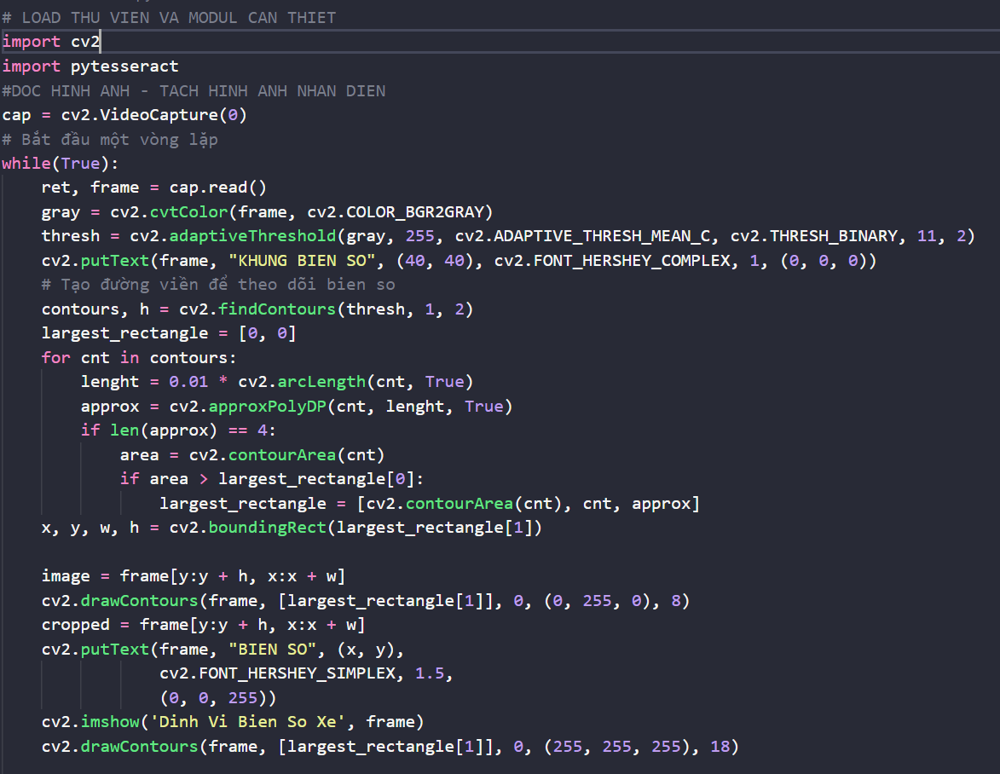 # LOAD THU VIEN VA MODUL CAN THIET
import cv2
import pytesseract
#DOC HINH ANH - TACH HINH ANH NHAN DIEN
cap = cv2.VideoCapture(0)
# Bắt đầu một vòng lặp
while(True):
    ret, frame = cap.read()
    gray = cv2.cvtColor(frame, cv2.COLOR_BGR2GRAY)
    thresh = cv2.adaptiveThreshold(gray, 255, cv2.ADAPTIVE_THRESH_MEAN_C, cv2.THRESH_BINARY, 11, 2)
    cv2.putText(frame, "KHUNG BIEN SO", (40, 40), cv2.FONT_HERSHEY_COMPLEX, 1, (0, 0, 0))
    # Tạo đường viền để theo dõi bien so
    contours, h = cv2.findContours(thresh, 1, 2)
    largest_rectangle = [0, 0]
    for cnt in contours:
        lenght = 0.01 * cv2.arcLength(cnt, True)
        approx = cv2.approxPolyDP(cnt, lenght, True)
        if len(approx) == 4:
            area = cv2.contourArea(cnt)
            if area > largest_rectangle[0]:
                largest_rectangle = [cv2.contourArea(cnt), cnt, approx]
    x, y, w, h = cv2.boundingRect(largest_rectangle[1])
    image = frame[y:y + h, x:x + w]
    cv2.drawContours(frame, [largest_rectangle[1]], 0, (0, 255, 0), 8)
    cropped = frame[y:y + h, x:x + w]
    cv2.putText(frame, "BIEN SO", (x, y),
                cv2.FONT_HERSHEY_SIMPLEX, 1.5,
                (0, 0, 255))
    cv2.imshow('Dinh Vi Bien So Xe', frame)
    cv2.drawContours(frame, [largest_rectangle[1]], 0, (255, 255, 255), 18)